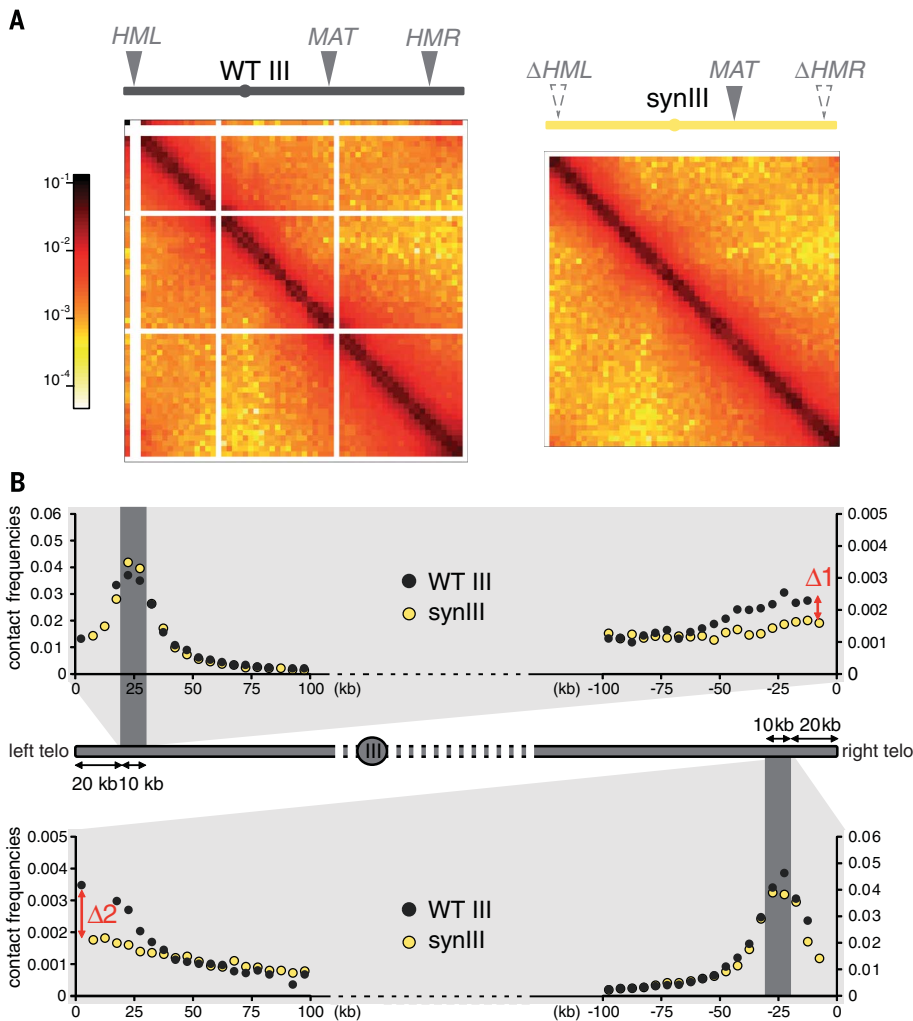 A
HML MAT HMR
WT III
ΔHML MAT ΔHMR
synIII
10-1
10-2
10-3
10-4
B
contact frequencies
0.06
0.05
0.04
0.03
0.02
0.01
0
0.005
0.004
0.003
0.002
0.001
0
WT III
synIII
Δ1
0 25 50 75 100 (kb) (kb) -100 -75 -50 -25 0
10kb 20kb
left telo III right telo
20 kb 10 kb
contact frequencies
0.005
0.004
0.003
0.002
0.001
0
0.06
0.05
0.04
0.03
0.02
0.01
0
Δ2
WT III
synIII
0 25 50 75 100 (kb) (kb) -100 -75 -50 -25 0